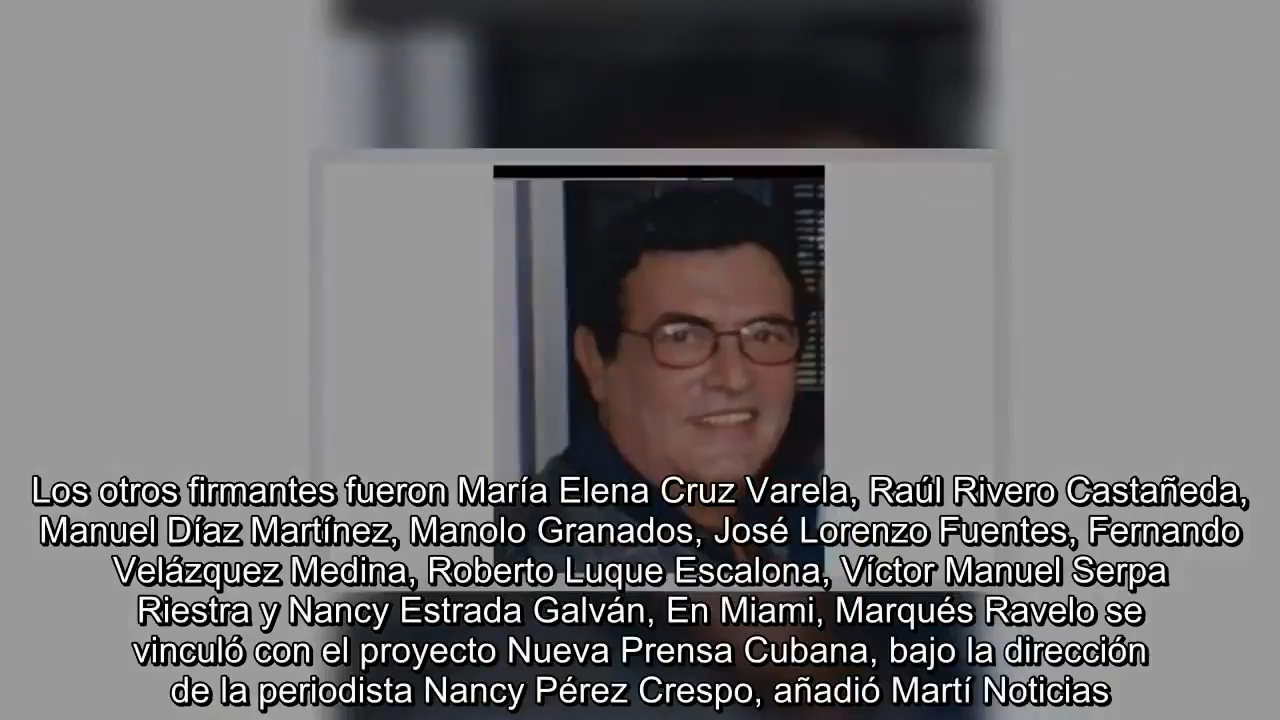 Los otros firmantes fueron María Elena Cruz Varela, Raúl Rivero Castañeda,
Manuel Díaz Martínez, Manolo Granados, José Lorenzo Fuentes, Fernando
Velázquez Medina, Roberto Luque Escalona, Víctor Manuel Serpa
Riestra y Nancy Estrada Galván, En Miami, Marqués Ravelo se
vinculó con el proyecto Nueva Prensa Cubana, bajo la dirección
de la periodista Nancy Pérez Crespo, añadió Martí Noticias